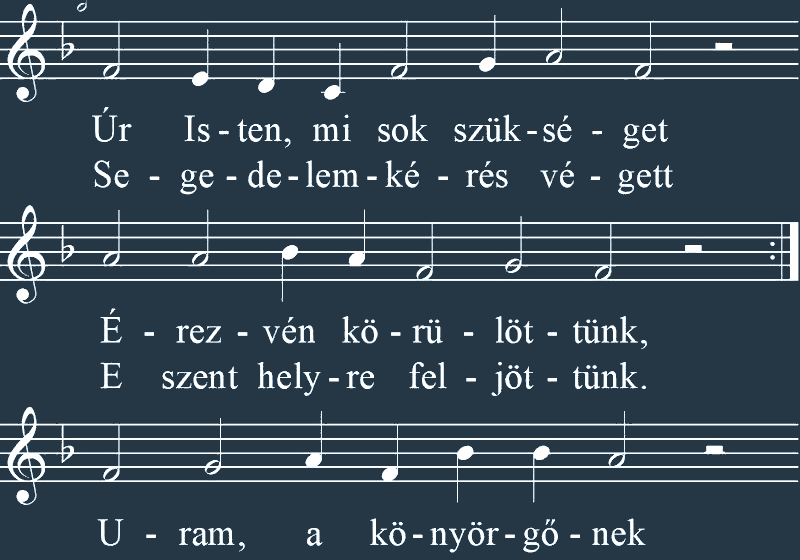 Úr Is - ten, mi sok szük - sé - get
Se - ge - de - lem - ké - rés vé - gett
É - rez - vén kö - rü - löt - tünk,
E szent hely - re fel - jöt - tünk.
U - ram, a kö - nyör - gő - nek